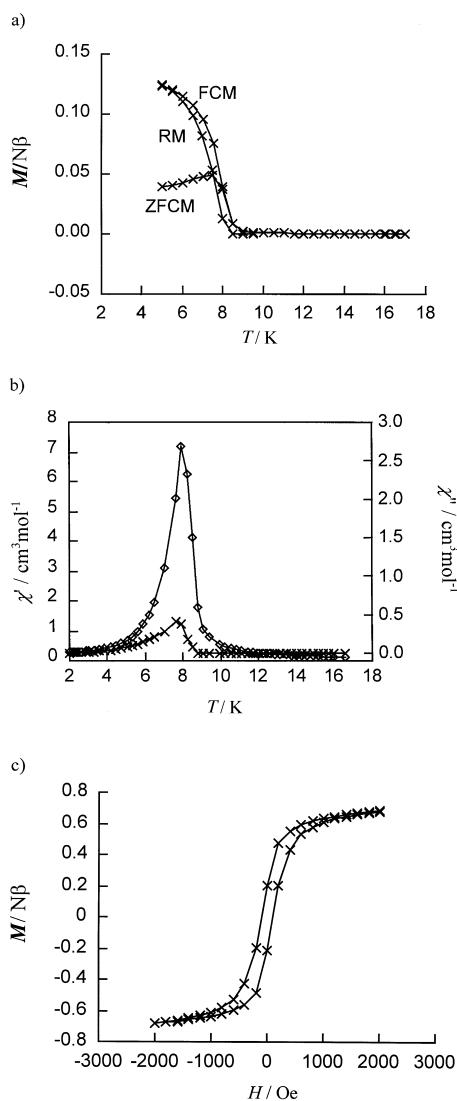 a)
0.15
0.10
0.05
0.00
-0.05
M/Nβ
FCM
RM
ZFCM
2 4 6 8 10 12 14 16 18
T / K
b)
8
7
6
5
4
3
2
1
0
χ' / cm³mol⁻¹
3.0
2.5
2.0
1.5
1.0
0.5
0.0
χ" / cm³mol⁻¹
2 4 6 8 10 12 14 16 18
T / K
c)
0.8
0.6
0.4
0.2
0
-0.2
-0.4
-0.6
-0.8
M / Nβ
-3000 -2000 -1000 0 1000 2000 3000
H / Oe